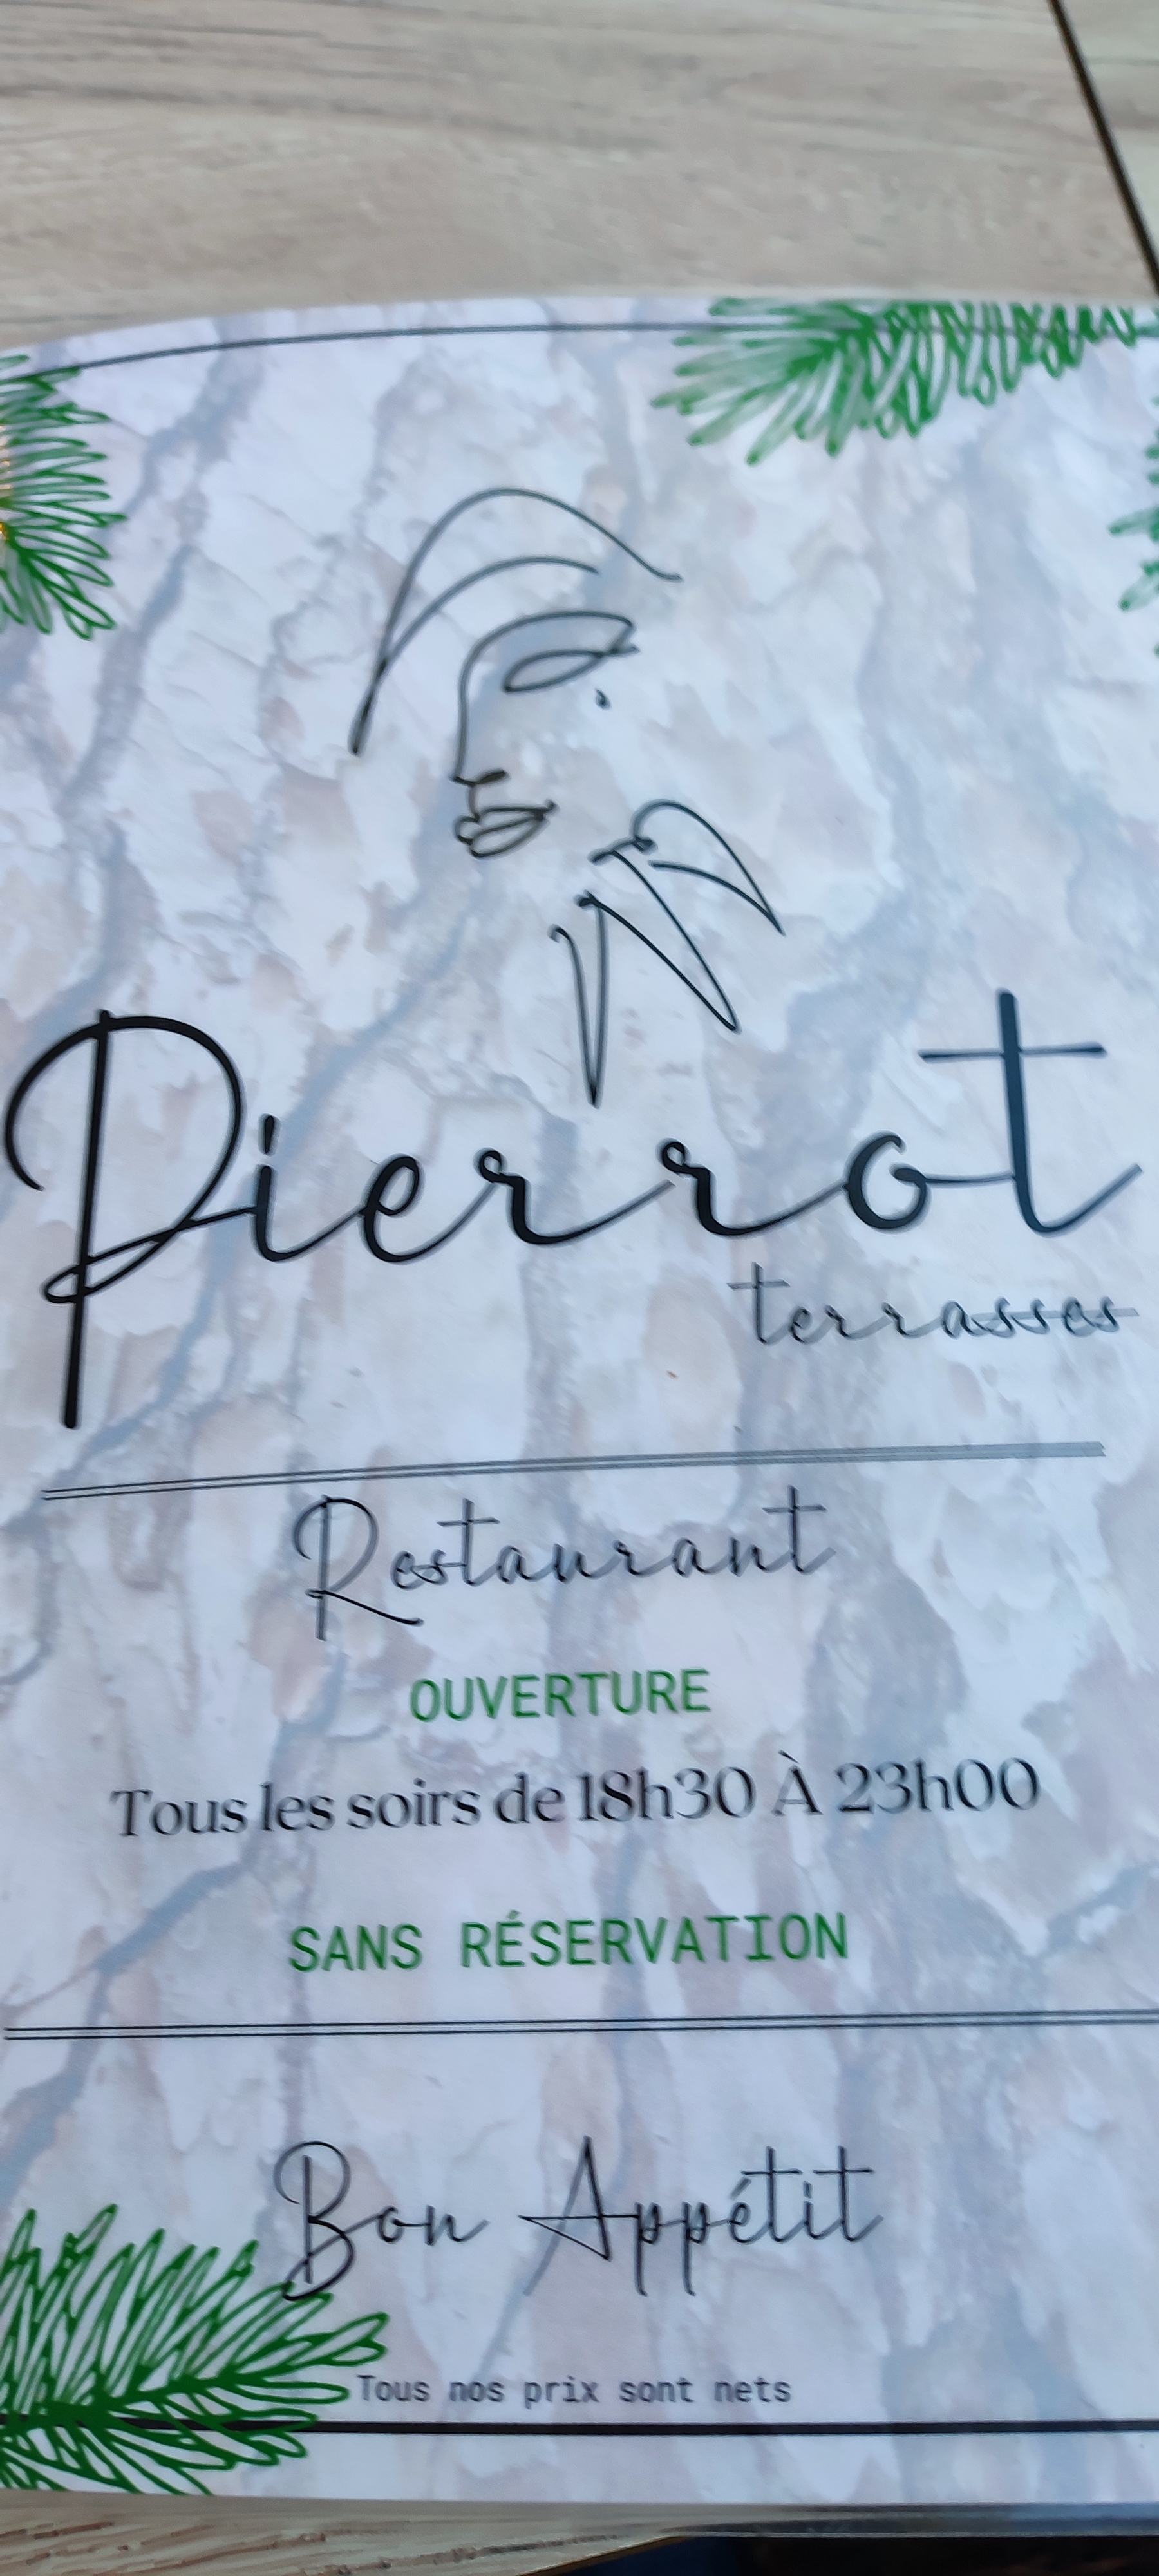 Pierrot
terrasses
Restaurant
OUVERTURE
Tous les soirs de 18h30 À 23h00
SANS RÉSERVATION
Bon Appétit
Tous nos prix sont nets